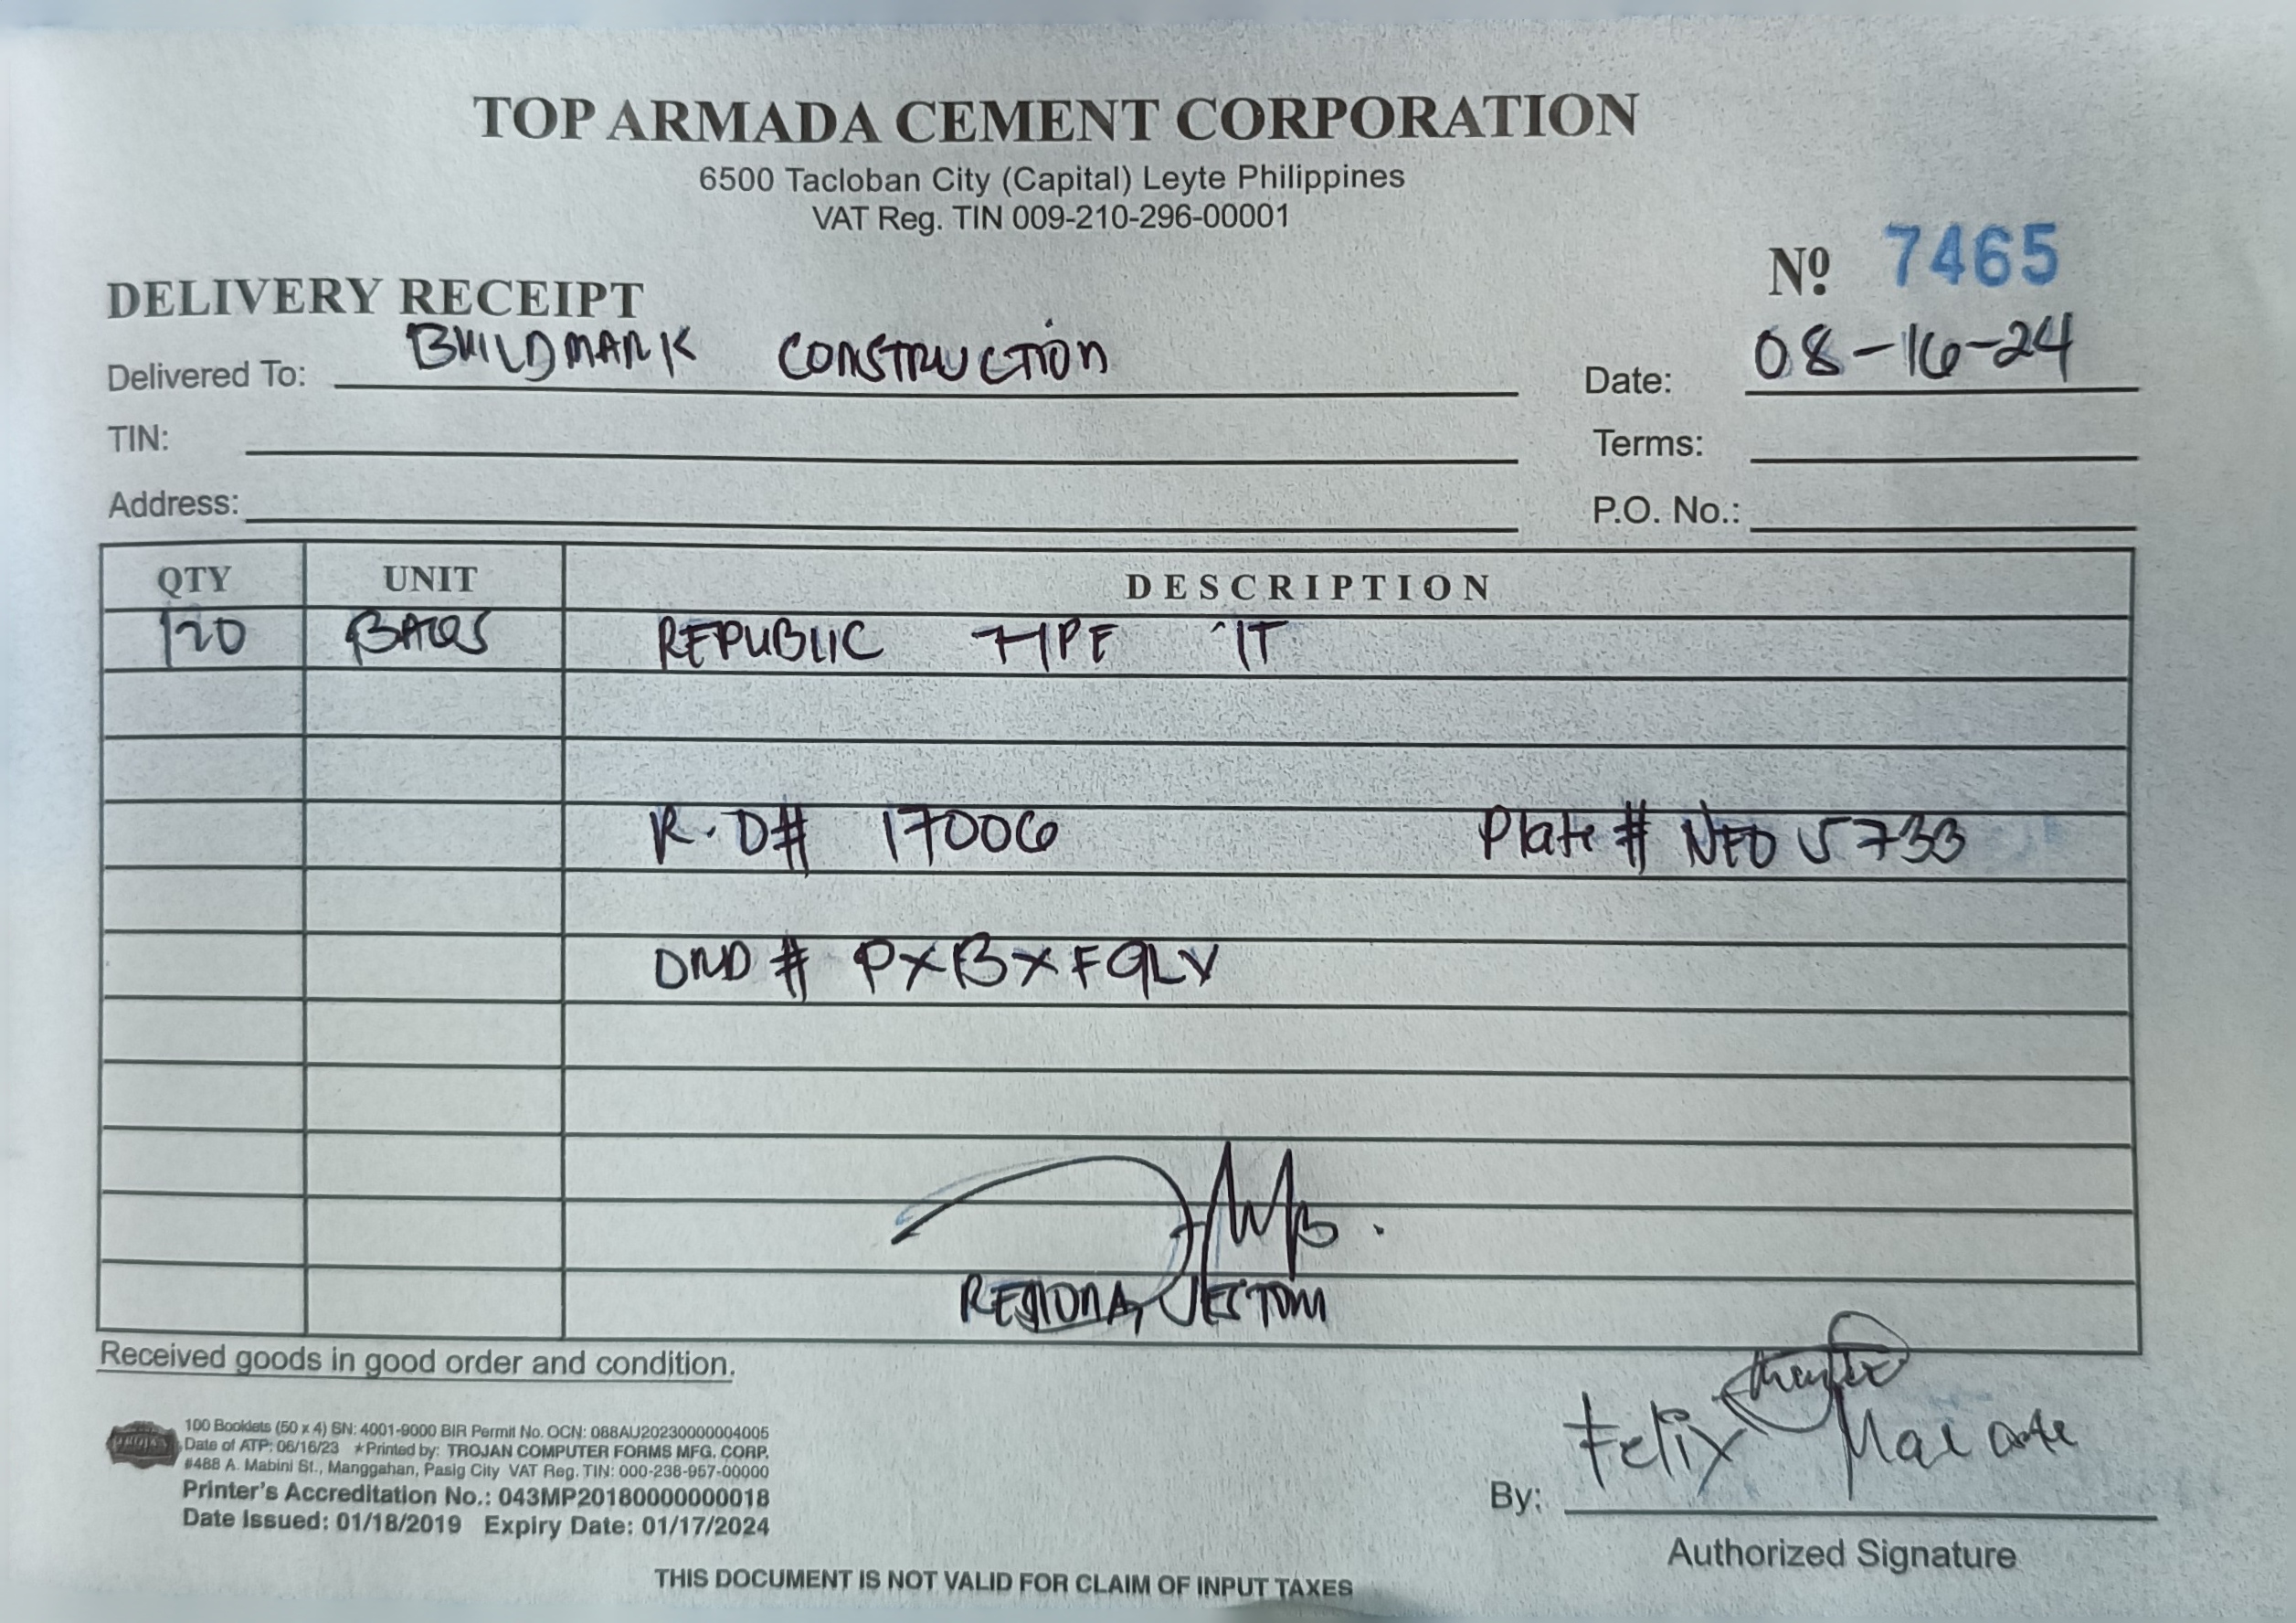 TOP ARMADA CEMENT CORPORATION
6500 Tacloban City (Capital) Leyte Philippines
VAT Reg. TIN 009-210-296-00001
Nº 7465
DELIVERY RECEIPT
Delivered To: BUILDMARK CONSTRUCTION
Date: 08-16-24
TIN:
Terms:
Address:
P.O. No.:
QTY UNIT DESCRIPTION
120 BAGS REPUBLIC TYPE 1T
R.D# 17006 Plate # NFO 5733
ORD # PXBXFQLV
Received goods in good order and condition.
100 Booklets (50 x 4) SN: 4001-9000 BIR Permit No. OCN: 088AU20230000004005
Date of ATP: 06/16/23 ★Printed by: TROJAN COMPUTER FORMS MFG. CORP.
#488 A. Mabini St., Manggahan, Pasig City VAT Reg. TIN: 000-238-957-00000
Printer's Accreditation No.: 043MP20180000000018
Date Issued: 01/18/2019 Expiry Date: 01/17/2024
By: Felix
Authorized Signature
THIS DOCUMENT IS NOT VALID FOR CLAIM OF INPUT TAXES